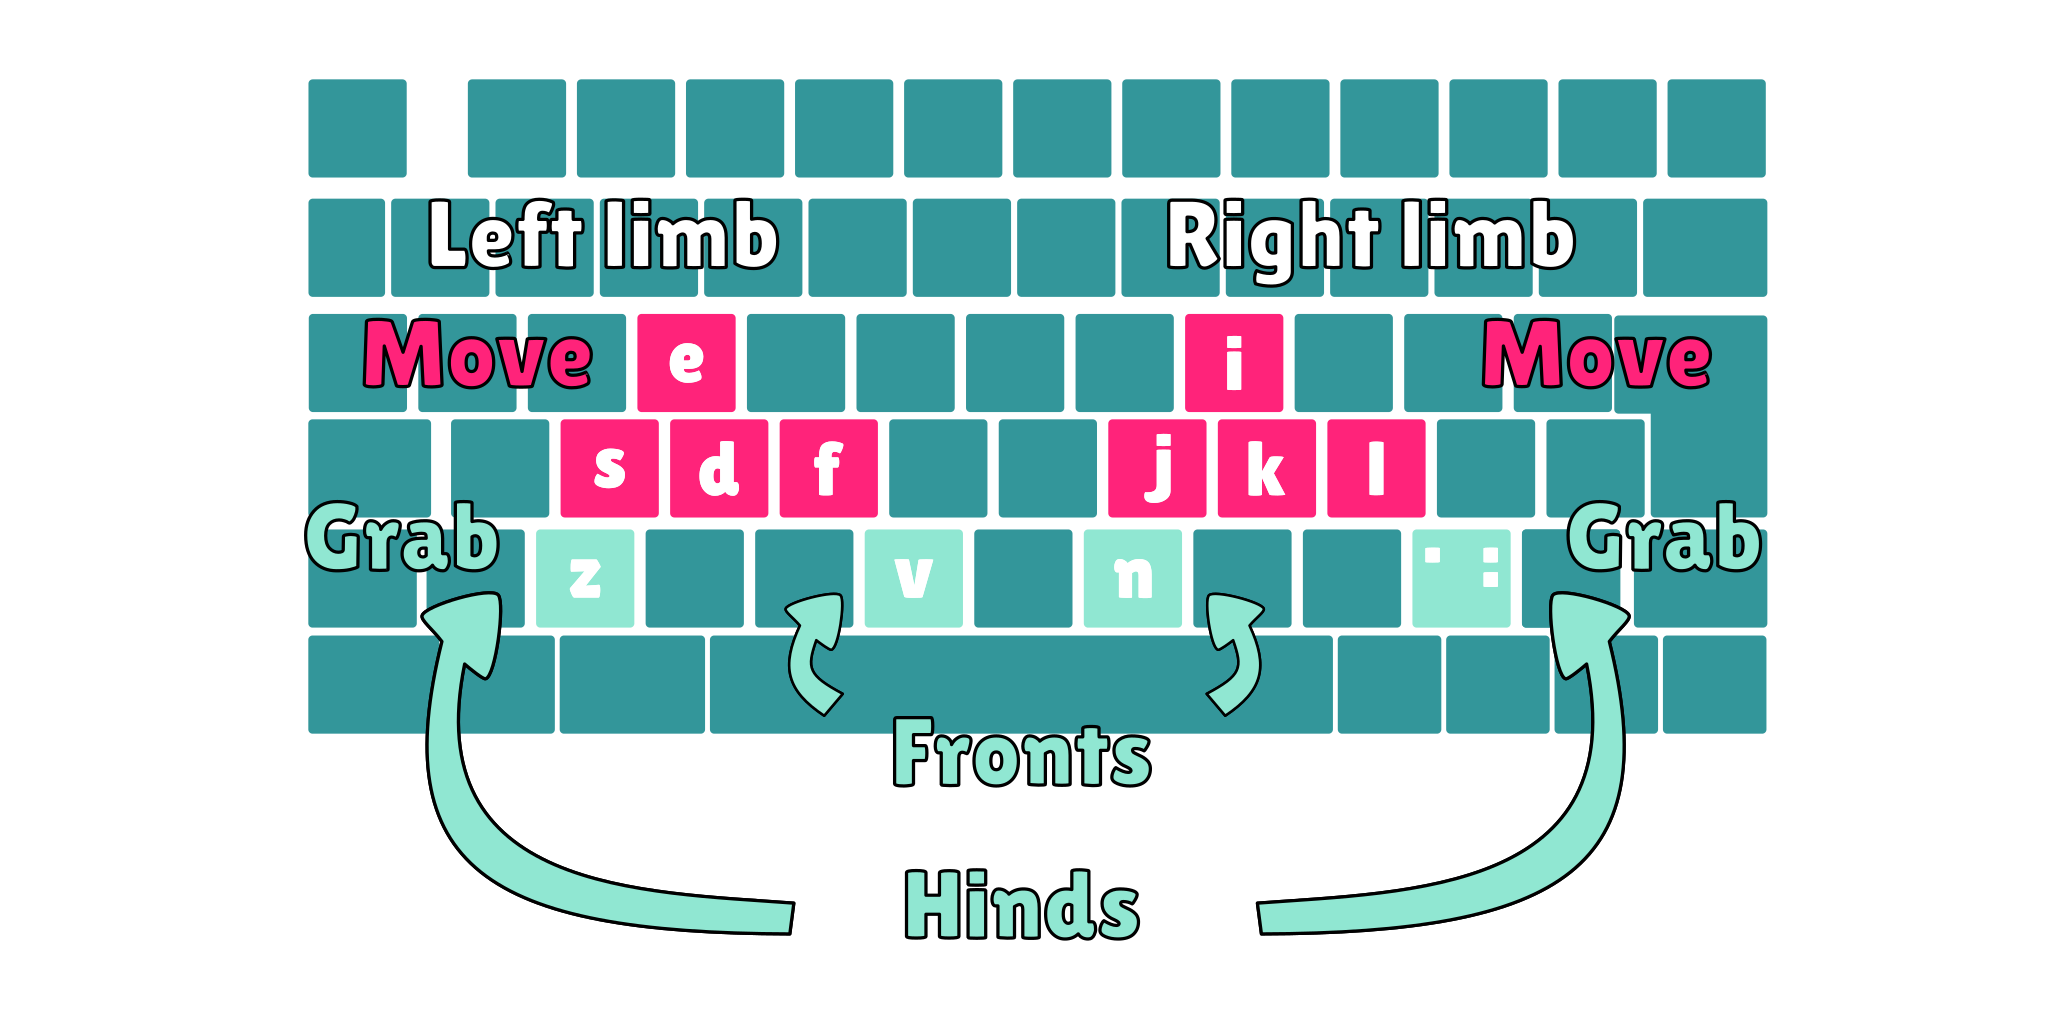 Left limb Right limb
Move e i Move
s d f j k l
Grab Grab
z v n . :
Fronts
Hinds